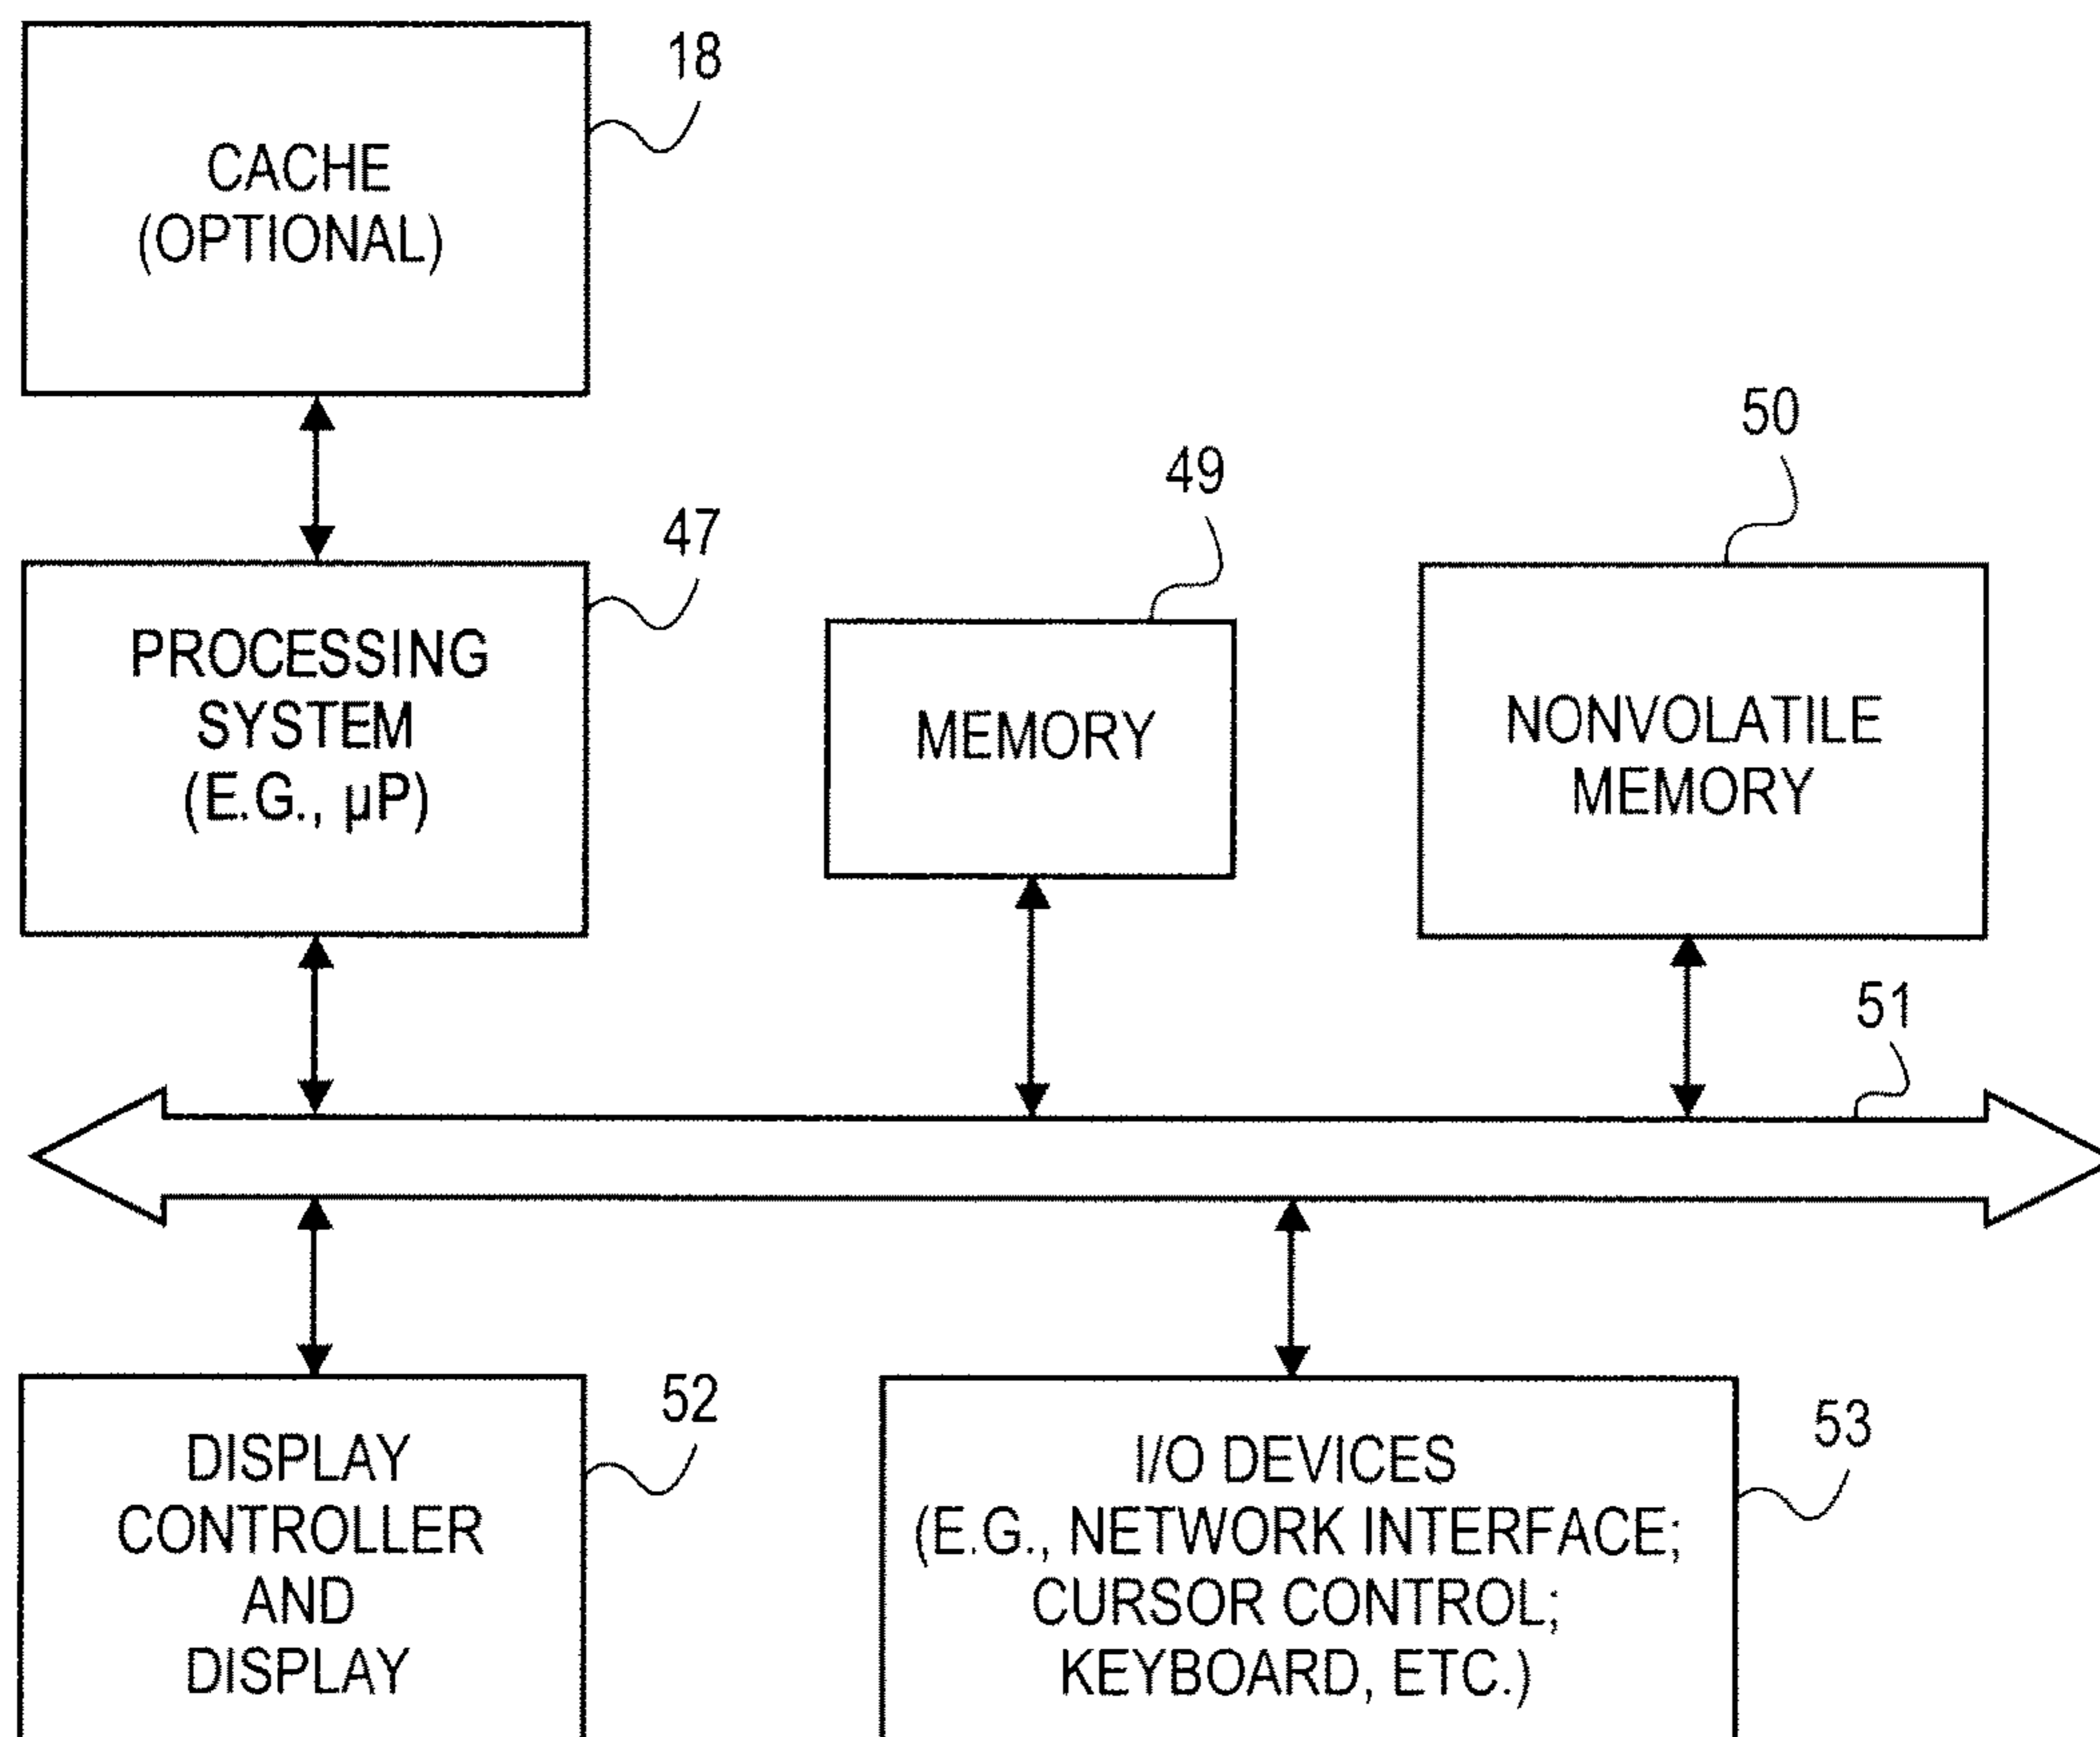 18
CACHE
(OPTIONAL)
50
49
47
PROCESSING
SYSTEM
(E.G., µP)
MEMORY
NONVOLATILE
MEMORY
51
52
DISPLAY
CONTROLLER
AND
DISPLAY
53
I/O DEVICES
(E.G., NETWORK INTERFACE;
CURSOR CONTROL;
KEYBOARD, ETC.)